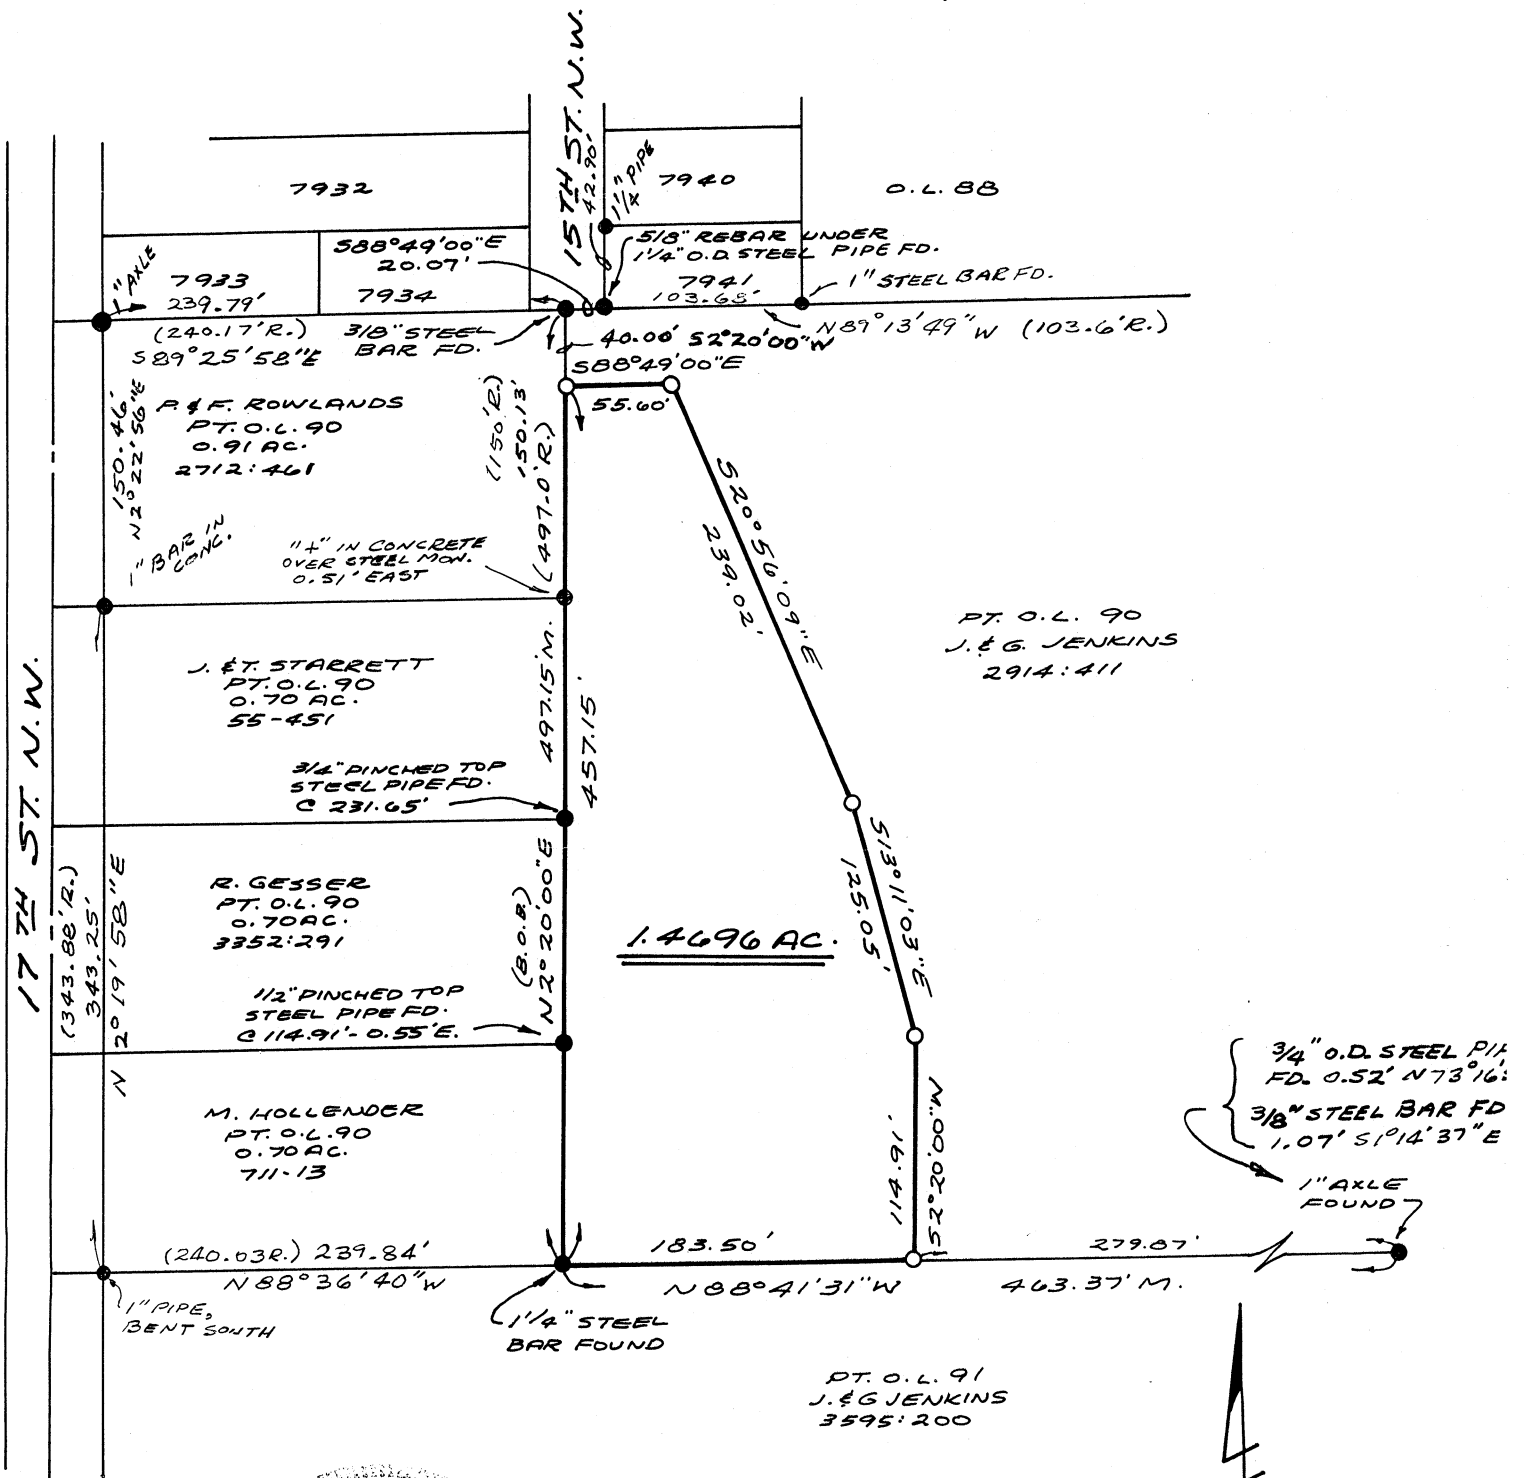 15TH ST. N.W.
42.90'
1 1/4" PIPE
7932
7940
O.L. 88
S88°49'00"E
20.07'
5/8" REBAR UNDER
1 1/4" O.D. STEEL PIPE FD.
1" AXLE
7933
239.79'
7934
7941
103.65'
1" STEEL BAR FD.
(240.17'R.)
S89°25'58"E
3/8" STEEL
BAR FD.
N89°13'49"W (103.6'R.)
40.00' S2°20'00"W
S88°49'00"E
55.60'
150.46'
N2°22'56"E
P. & F. ROWLANDS
PT. O.L. 90
0.91 AC.
2712:461
(150'R.)
150.13'
(497.0'R.)
1" BAR IN
CONC.
"+" IN CONCRETE
OVER STEEL MON.
0.51' EAST
S20°56'09"E
239.02'
PT. O.L. 90
J. & G. JENKINS
2914:411
17TH ST. N.W.
J. & T. STARRETT
PT. O.L. 90
0.70 AC.
55-451
497.15'M.
457.15'
3/4" PINCHED TOP
STEEL PIPE FD.
@ 231.65'
(343.88'R.)
343.25'
N 2°19'58"E
R. GESSER
PT. O.L. 90
0.70 AC.
3352:291
(B.O.B.)
N2°20'00"E
S13°11'03"E
125.05'
1.4696 AC.
1/2" PINCHED TOP
STEEL PIPE FD.
@ 114.91'-0.55'E.
M. HOLLENDER
PT. O.L. 90
0.70 AC.
711-13
114.91'
S2°20'00"W
3/4" O.D. STEEL
FD. 0.52' N73°16'
3/8" STEEL BAR FD
1.07' S1°14'37"E
1" AXLE
FOUND
(240.03R.) 239.84'
N88°36'40"W
183.50'
N88°41'31"W
279.87'
463.37' M.
1" PIPE,
BENT SOUTH
1 1/4" STEEL
BAR FOUND
PT. O.L. 91
J. & G JENKINS
3595:200